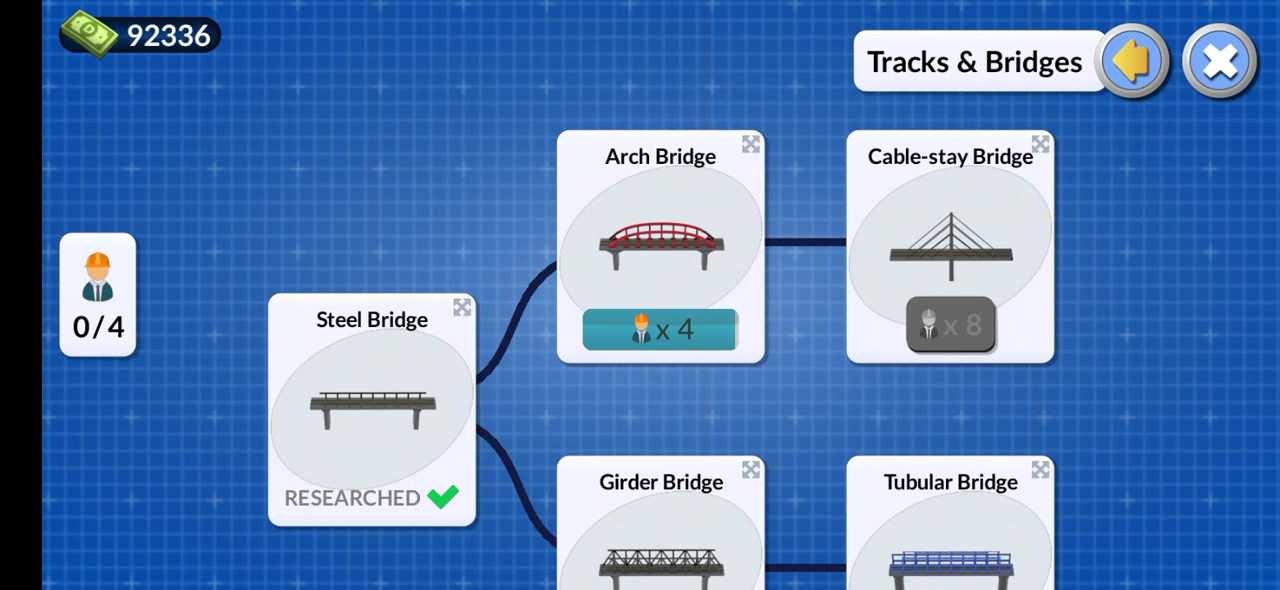 92336
Tracks & Bridges
Arch Bridge
Cable-stay Bridge
0/4
x 4
x 8
Steel Bridge
RESEARCHED
Girder Bridge
Tubular Bridge